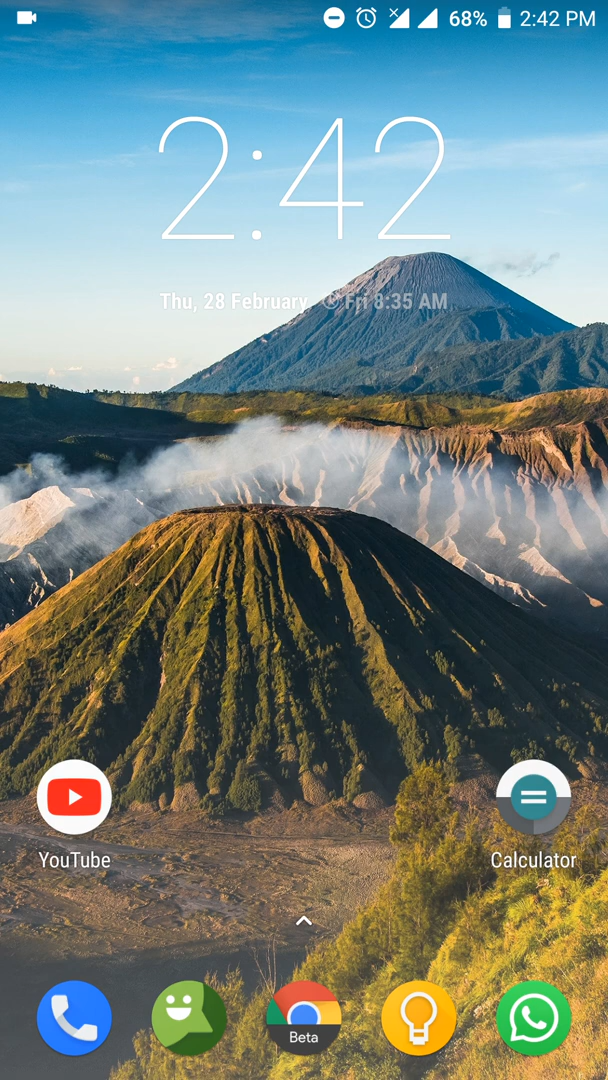 68% 2:42 PM
2:42
Thu, 28 February Fri 8:35 AM
YouTube
Calculator
Beta